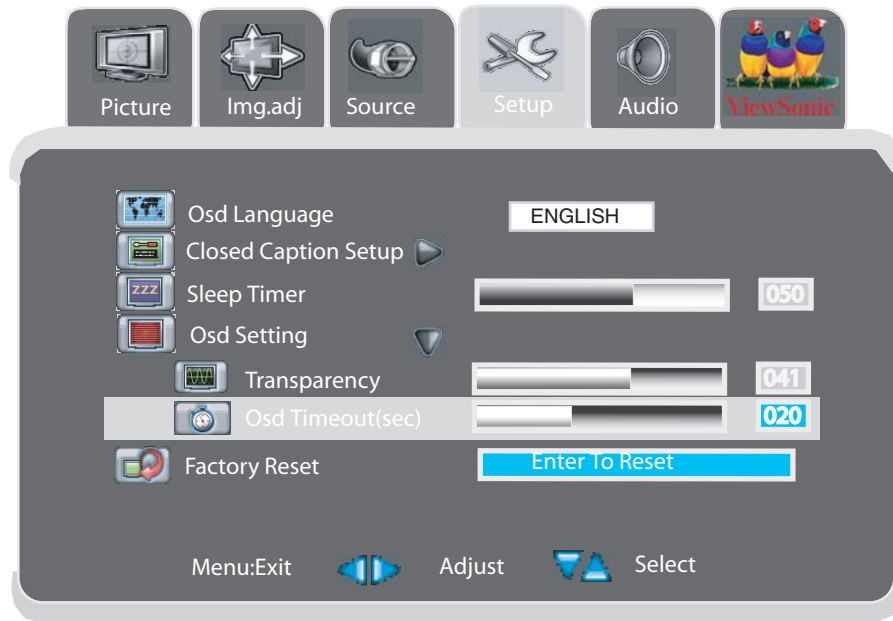 Picture Img.adj Source Setup Audio ViewSonic
Osd Language ENGLISH
Closed Caption Setup
ZZZ Sleep Timer 050
Osd Setting
Transparency 041
Osd Timeout(sec) 020
Factory Reset Enter To Reset
Menu:Exit Adjust Select